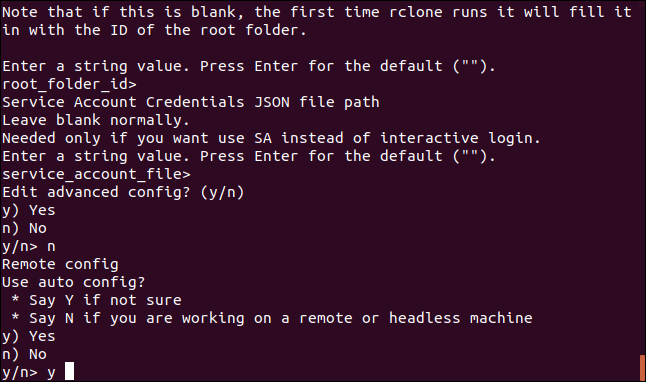 Note that if this is blank, the first time rclone runs it will fill it
in with the ID of the root folder.
Enter a string value. Press Enter for the default ("").
root_folder_id>
Service Account Credentials JSON file path
Leave blank normally.
Needed only if you want use SA instead of interactive login.
Enter a string value. Press Enter for the default ("").
service_account_file>
Edit advanced config? (y/n)
y) Yes
n) No
y/n> n
Remote config
Use auto config?
 * Say Y if not sure
 * Say N if you are working on a remote or headless machine
y) Yes
n) No
y/n> y